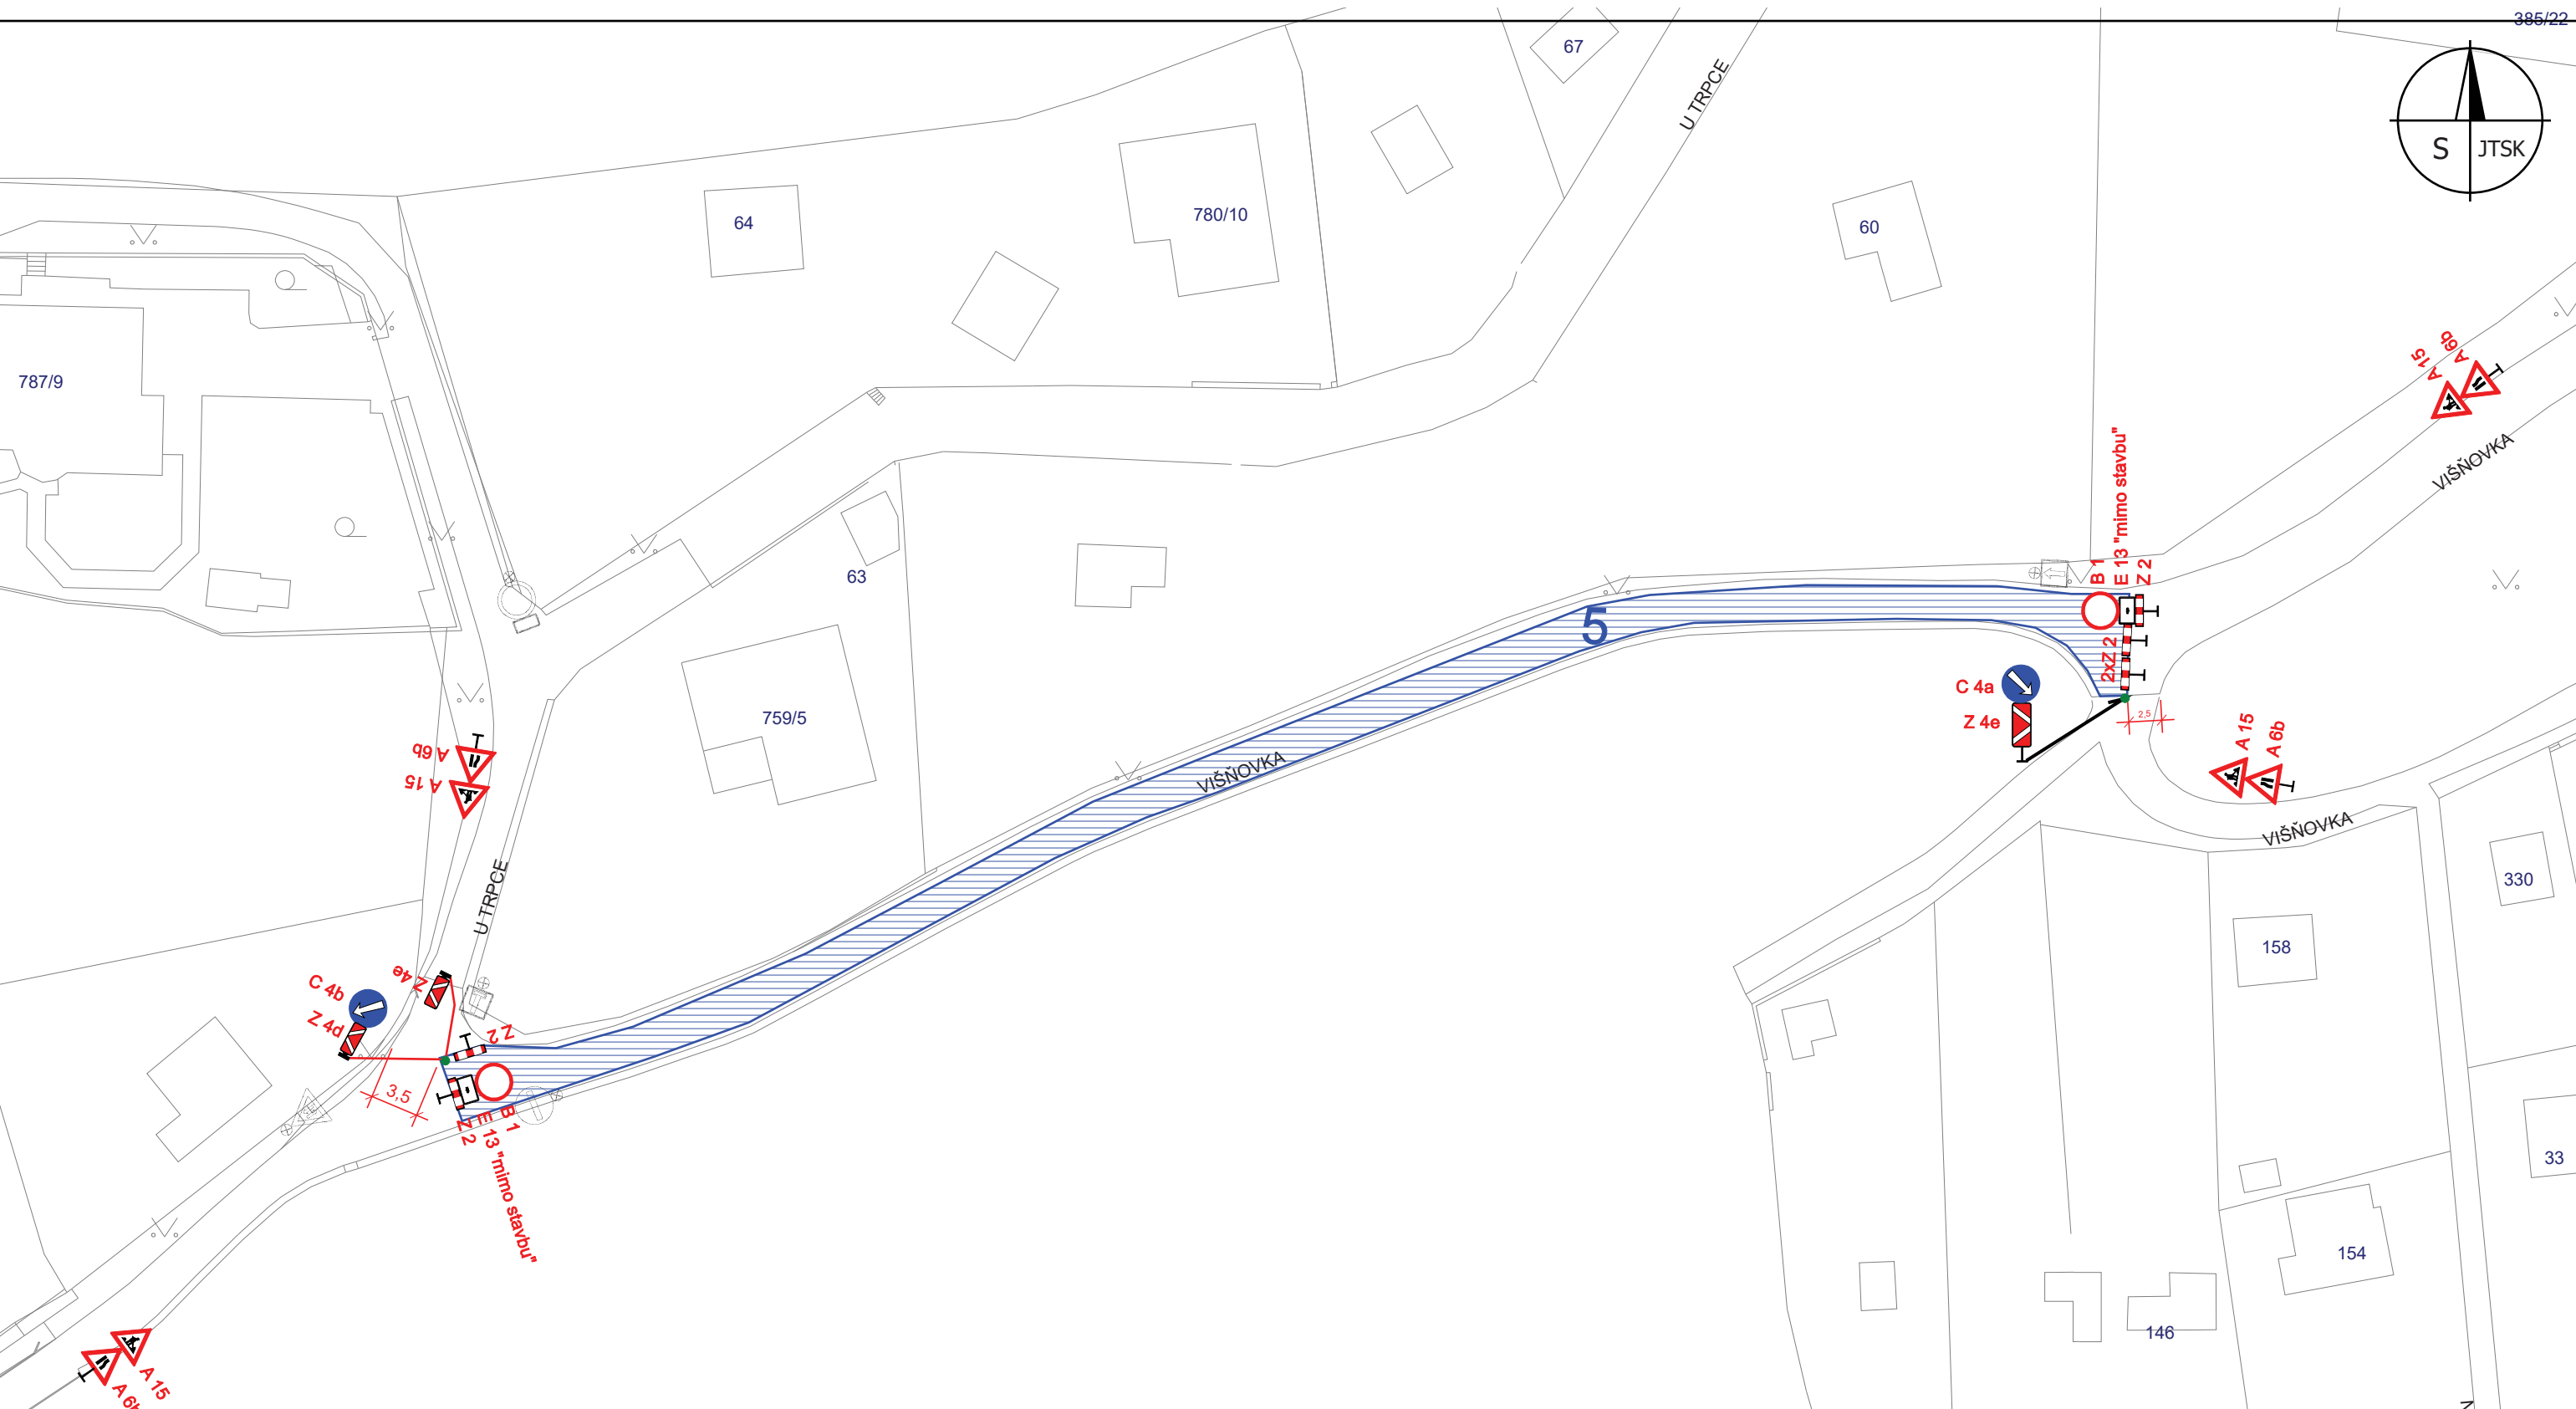 385/22
67
U TRPCE
S JTSK
64
780/10
60
787/9
A 6b
A 15
VIŠŇOVKA
63
B 1
E 13 "mimo stavbu"
Z 2
5
2xZ 2
C 4a
Z 4e
2,5
759/5
A 6b
A 15
A 15
A 6b
VIŠŇOVKA
VIŠŇOVKA
U TRPCE
330
158
Z 4e
C 4b
Z 4d
Z 2
3,5
B 1
E 13 "mimo stavbu"
Z 2
33
154
146
A 15
A 6b